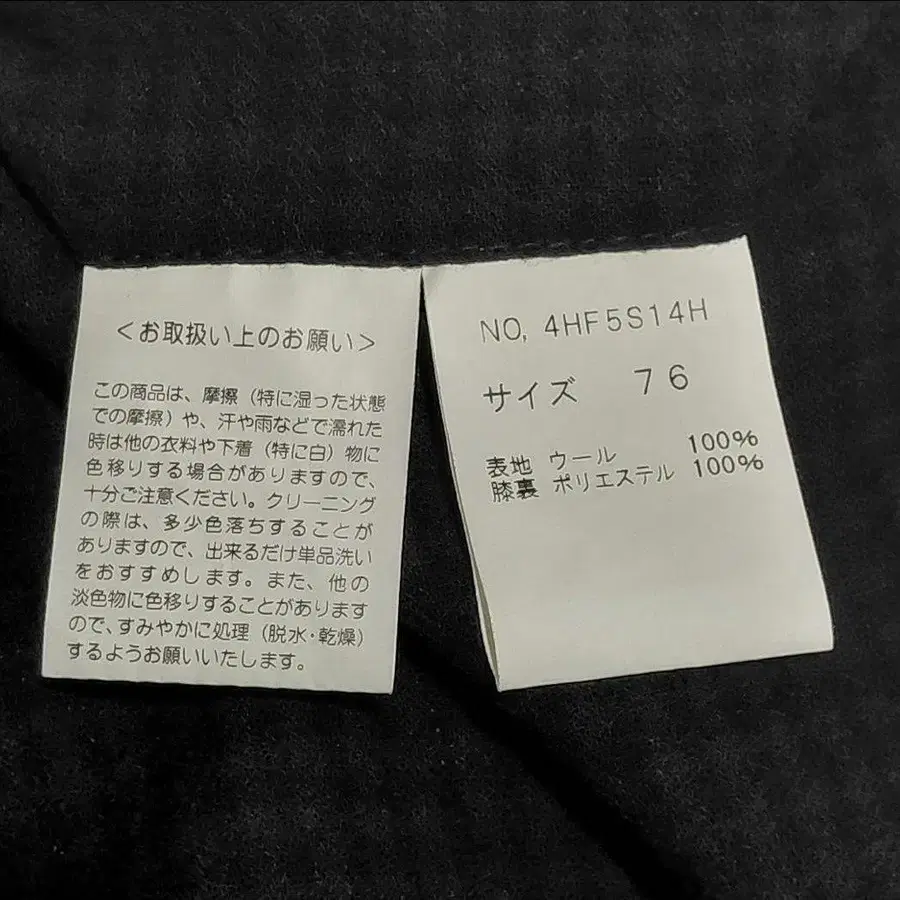 ＜お取扱い上のお願い＞
この商品は、摩擦（特に湿った状態
での摩擦）や、汗や雨などで濡れた
時は他の衣料や下着（特に白）物に
色移りする場合がありますので、
十分ご注意ください。クリーニング
の際は、多少色落ちすることが
ありますので、出来るだけ単品洗い
をおすすめします。また、他の
淡色物に色移りすることがあります
ので、すみやかに処理（脱水・乾燥）
するようお願いいたします。
NO, 4HF5S14H
サイズ 76
表地 ウール 100%
膝裏 ポリエステル 100%